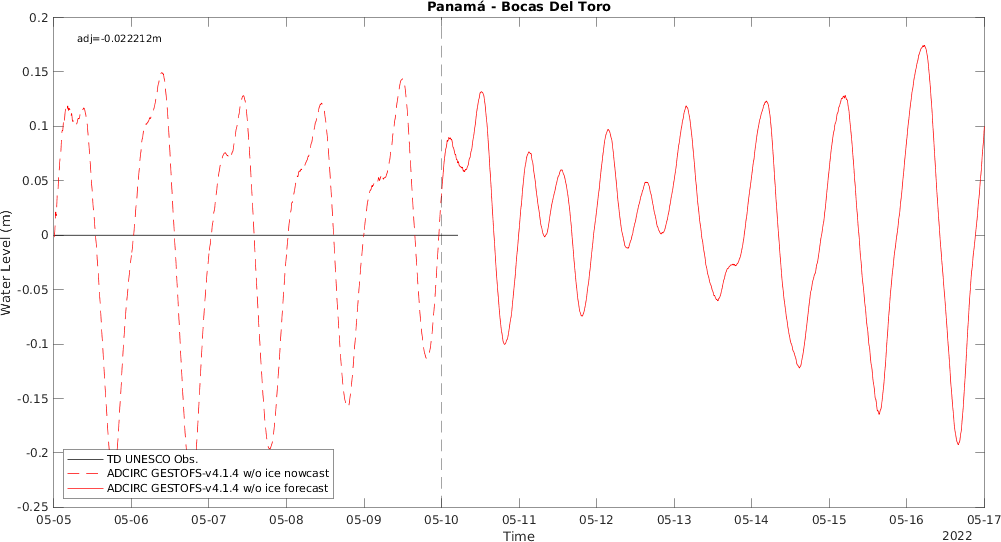 Panamá - Bocas Del Toro
adj=-0.022212m
0.2
0.15
0.1
0.05
0
-0.05
-0.1
-0.15
-0.2
-0.25
Water Level (m)
TD UNESCO Obs.
ADCIRC GESTOFS-v4.1.4 w/o ice nowcast
ADCIRC GESTOFS-v4.1.4 w/o ice forecast
05-05 05-06 05-07 05-08 05-09 05-10 05-11 05-12 05-13 05-14 05-15 05-16 05-17
Time
2022